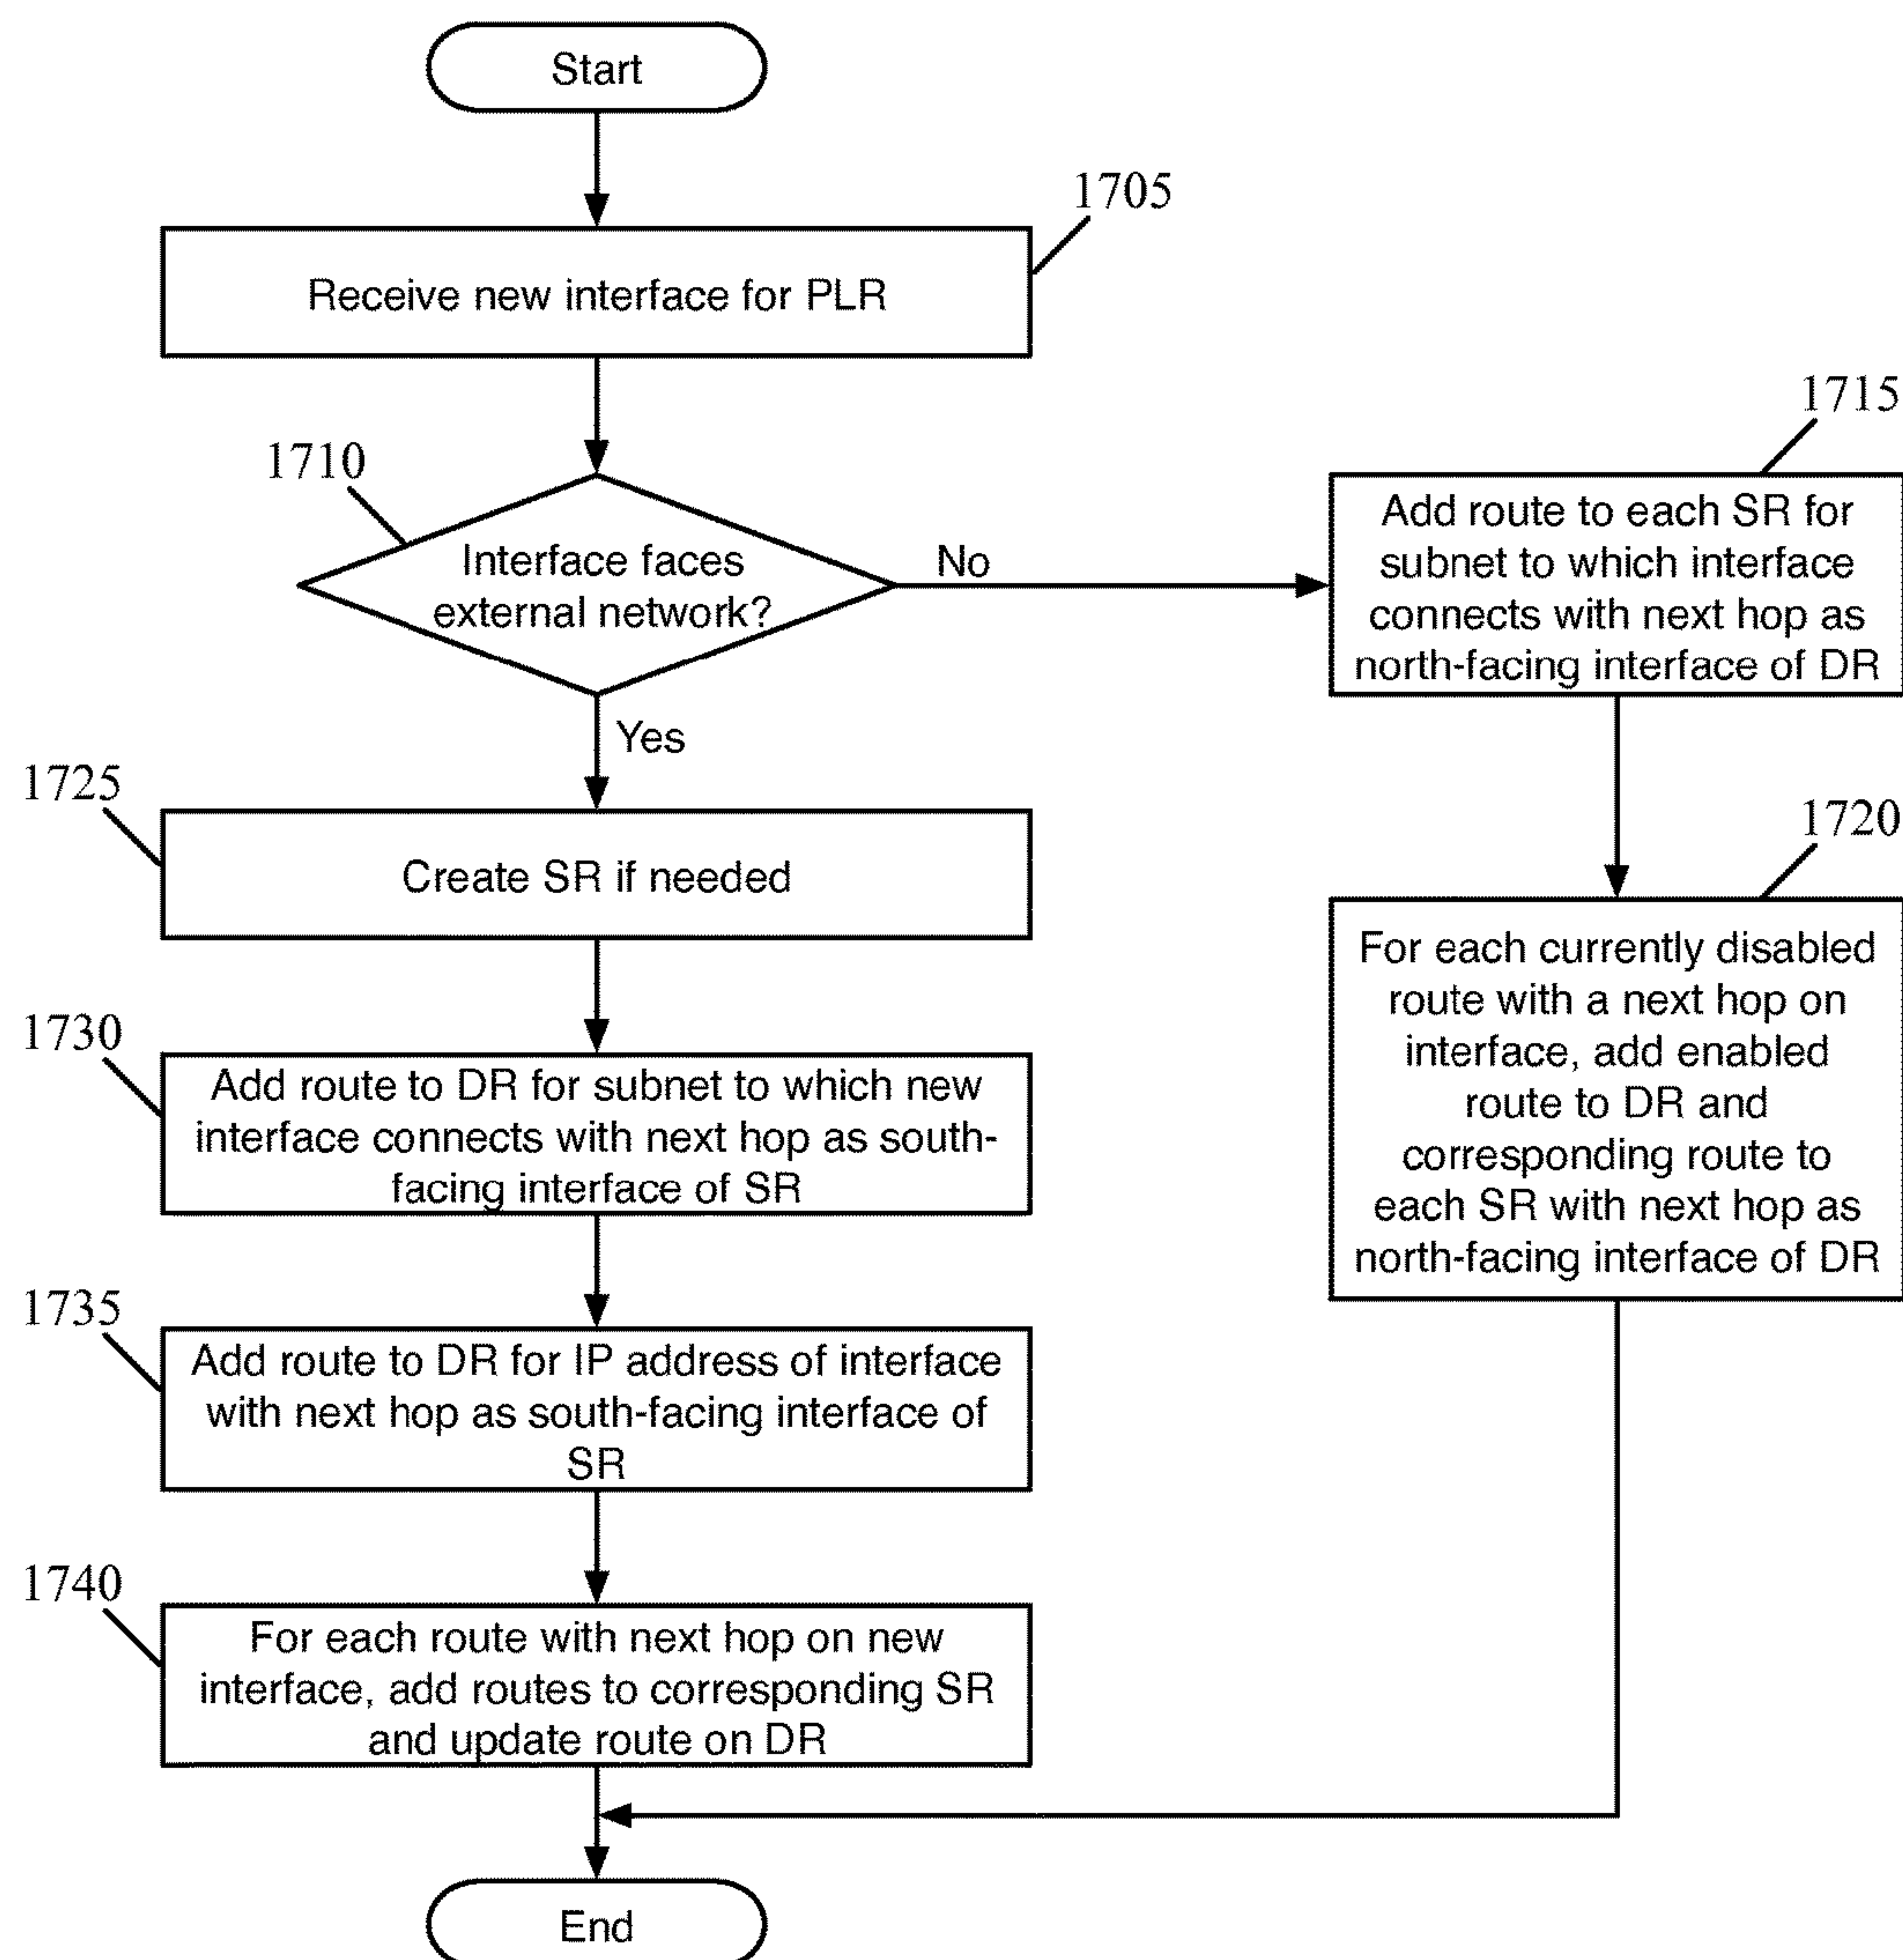 Start
1705
Receive new interface for PLR
1710
Interface faces
external network?
No
Yes
1715
Add route to each SR for
subnet to which interface
connects with next hop as
north-facing interface of DR
1720
For each currently disabled
route with a next hop on
interface, add enabled
route to DR and
corresponding route to
each SR with next hop as
north-facing interface of DR
1725
Create SR if needed
1730
Add route to DR for subnet to which new
interface connects with next hop as south-
facing interface of SR
1735
Add route to DR for IP address of interface
with next hop as south-facing interface of
SR
1740
For each route with next hop on new
interface, add routes to corresponding SR
and update route on DR
End